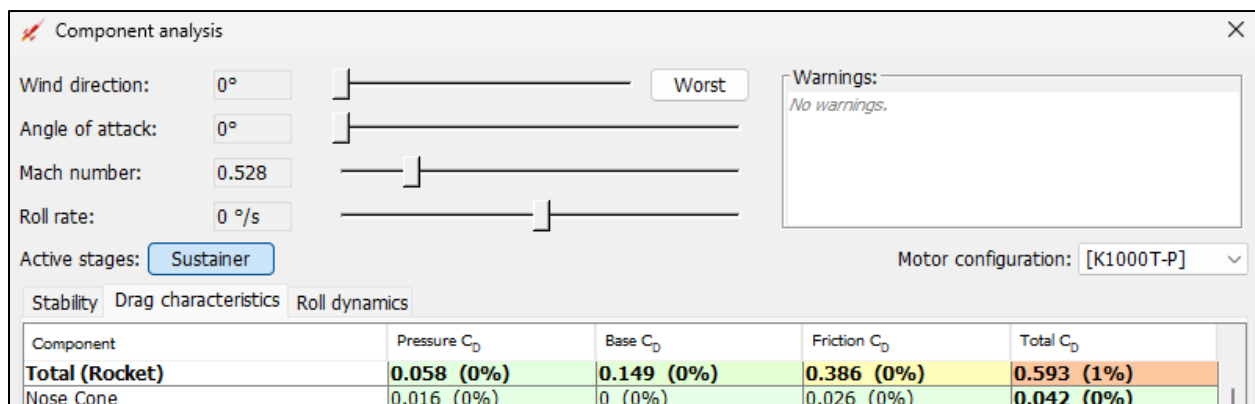 Component analysis
Wind direction: 0° Worst
Angle of attack: 0°
Mach number: 0.528
Roll rate: 0 °/s
Warnings:
No warnings.
Active stages: Sustainer Motor configuration: [K1000T-P]
Stability Drag characteristics Roll dynamics
Component Pressure CD Base CD Friction CD Total CD
Total (Rocket) 0.058 (0%) 0.149 (0%) 0.386 (0%) 0.593 (1%)
Nose Cone 0.016 (0%) 0 (0%) 0.026 (0%) 0.042 (0%)